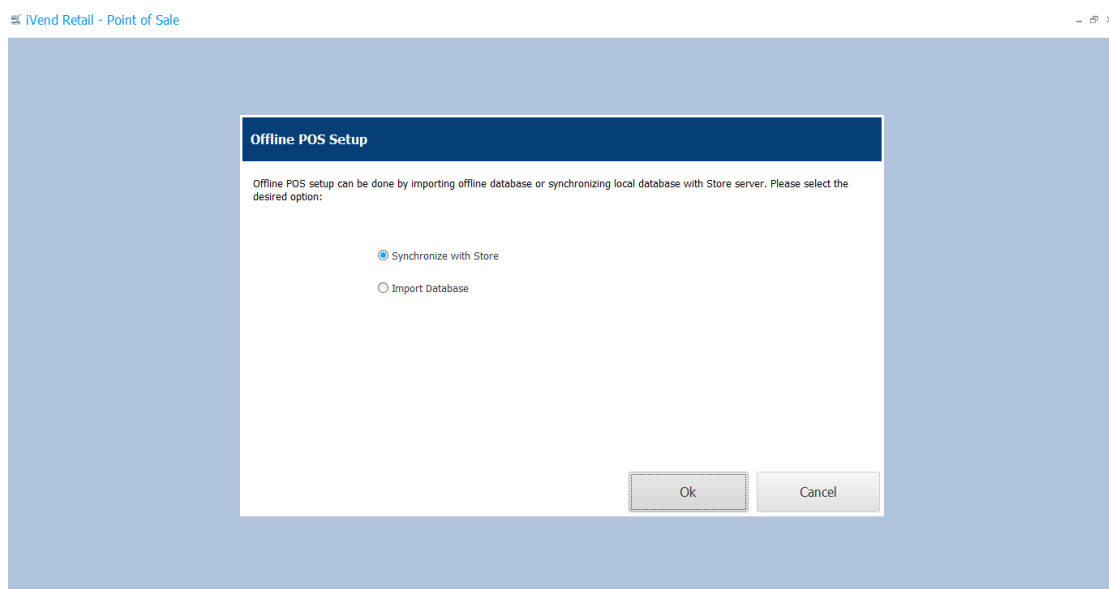 iVend Retail - Point of Sale
Offline POS Setup
Offline POS setup can be done by importing offline database or synchronizing local database with Store server. Please select the
desired option:
Synchronize with Store
Import Database
Ok
Cancel